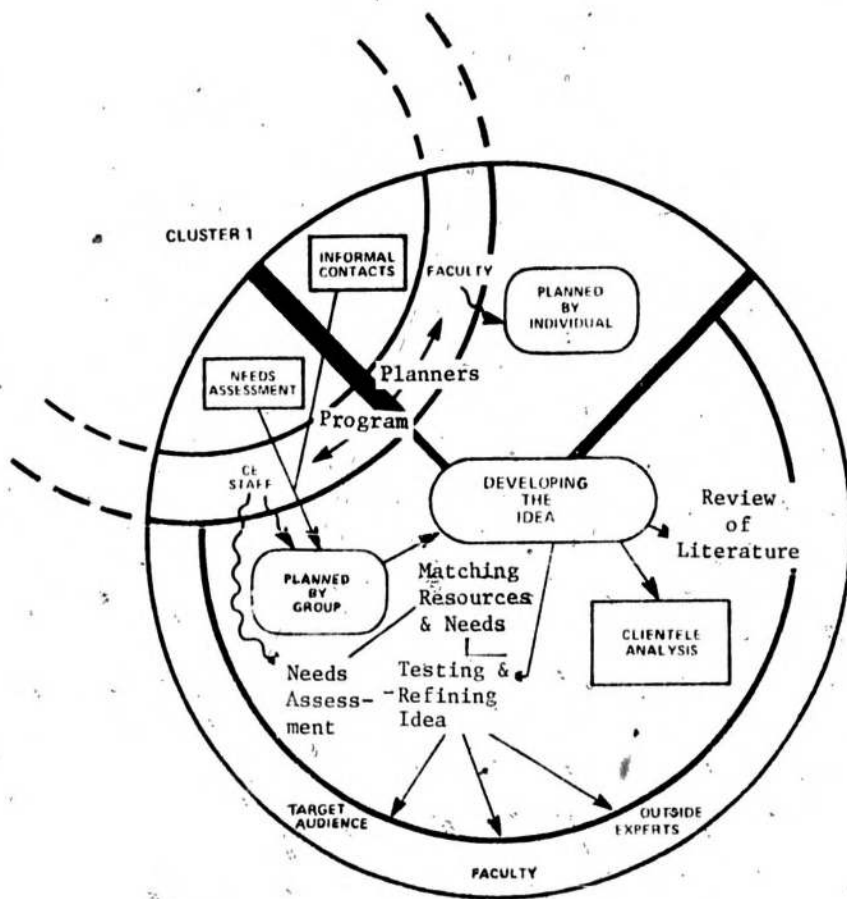 CLUSTER 1
INFORMAL
CONTACTS
FACULTY
PLANNED
BY
INDIVIDUAL
NEEDS
ASSESSMENT
Planners
Program
CE
STAFF
DEVELOPING
THE
IDEA
Review
of
Literature
PLANNED
BY
GROUP
Matching
Resources
& Needs
CLIENTELE
ANALYSIS
Needs
Assess-
ment
Testing &
Refining
Idea
TARGET
AUDIENCE
OUTSIDE
EXPERTS
FACULTY